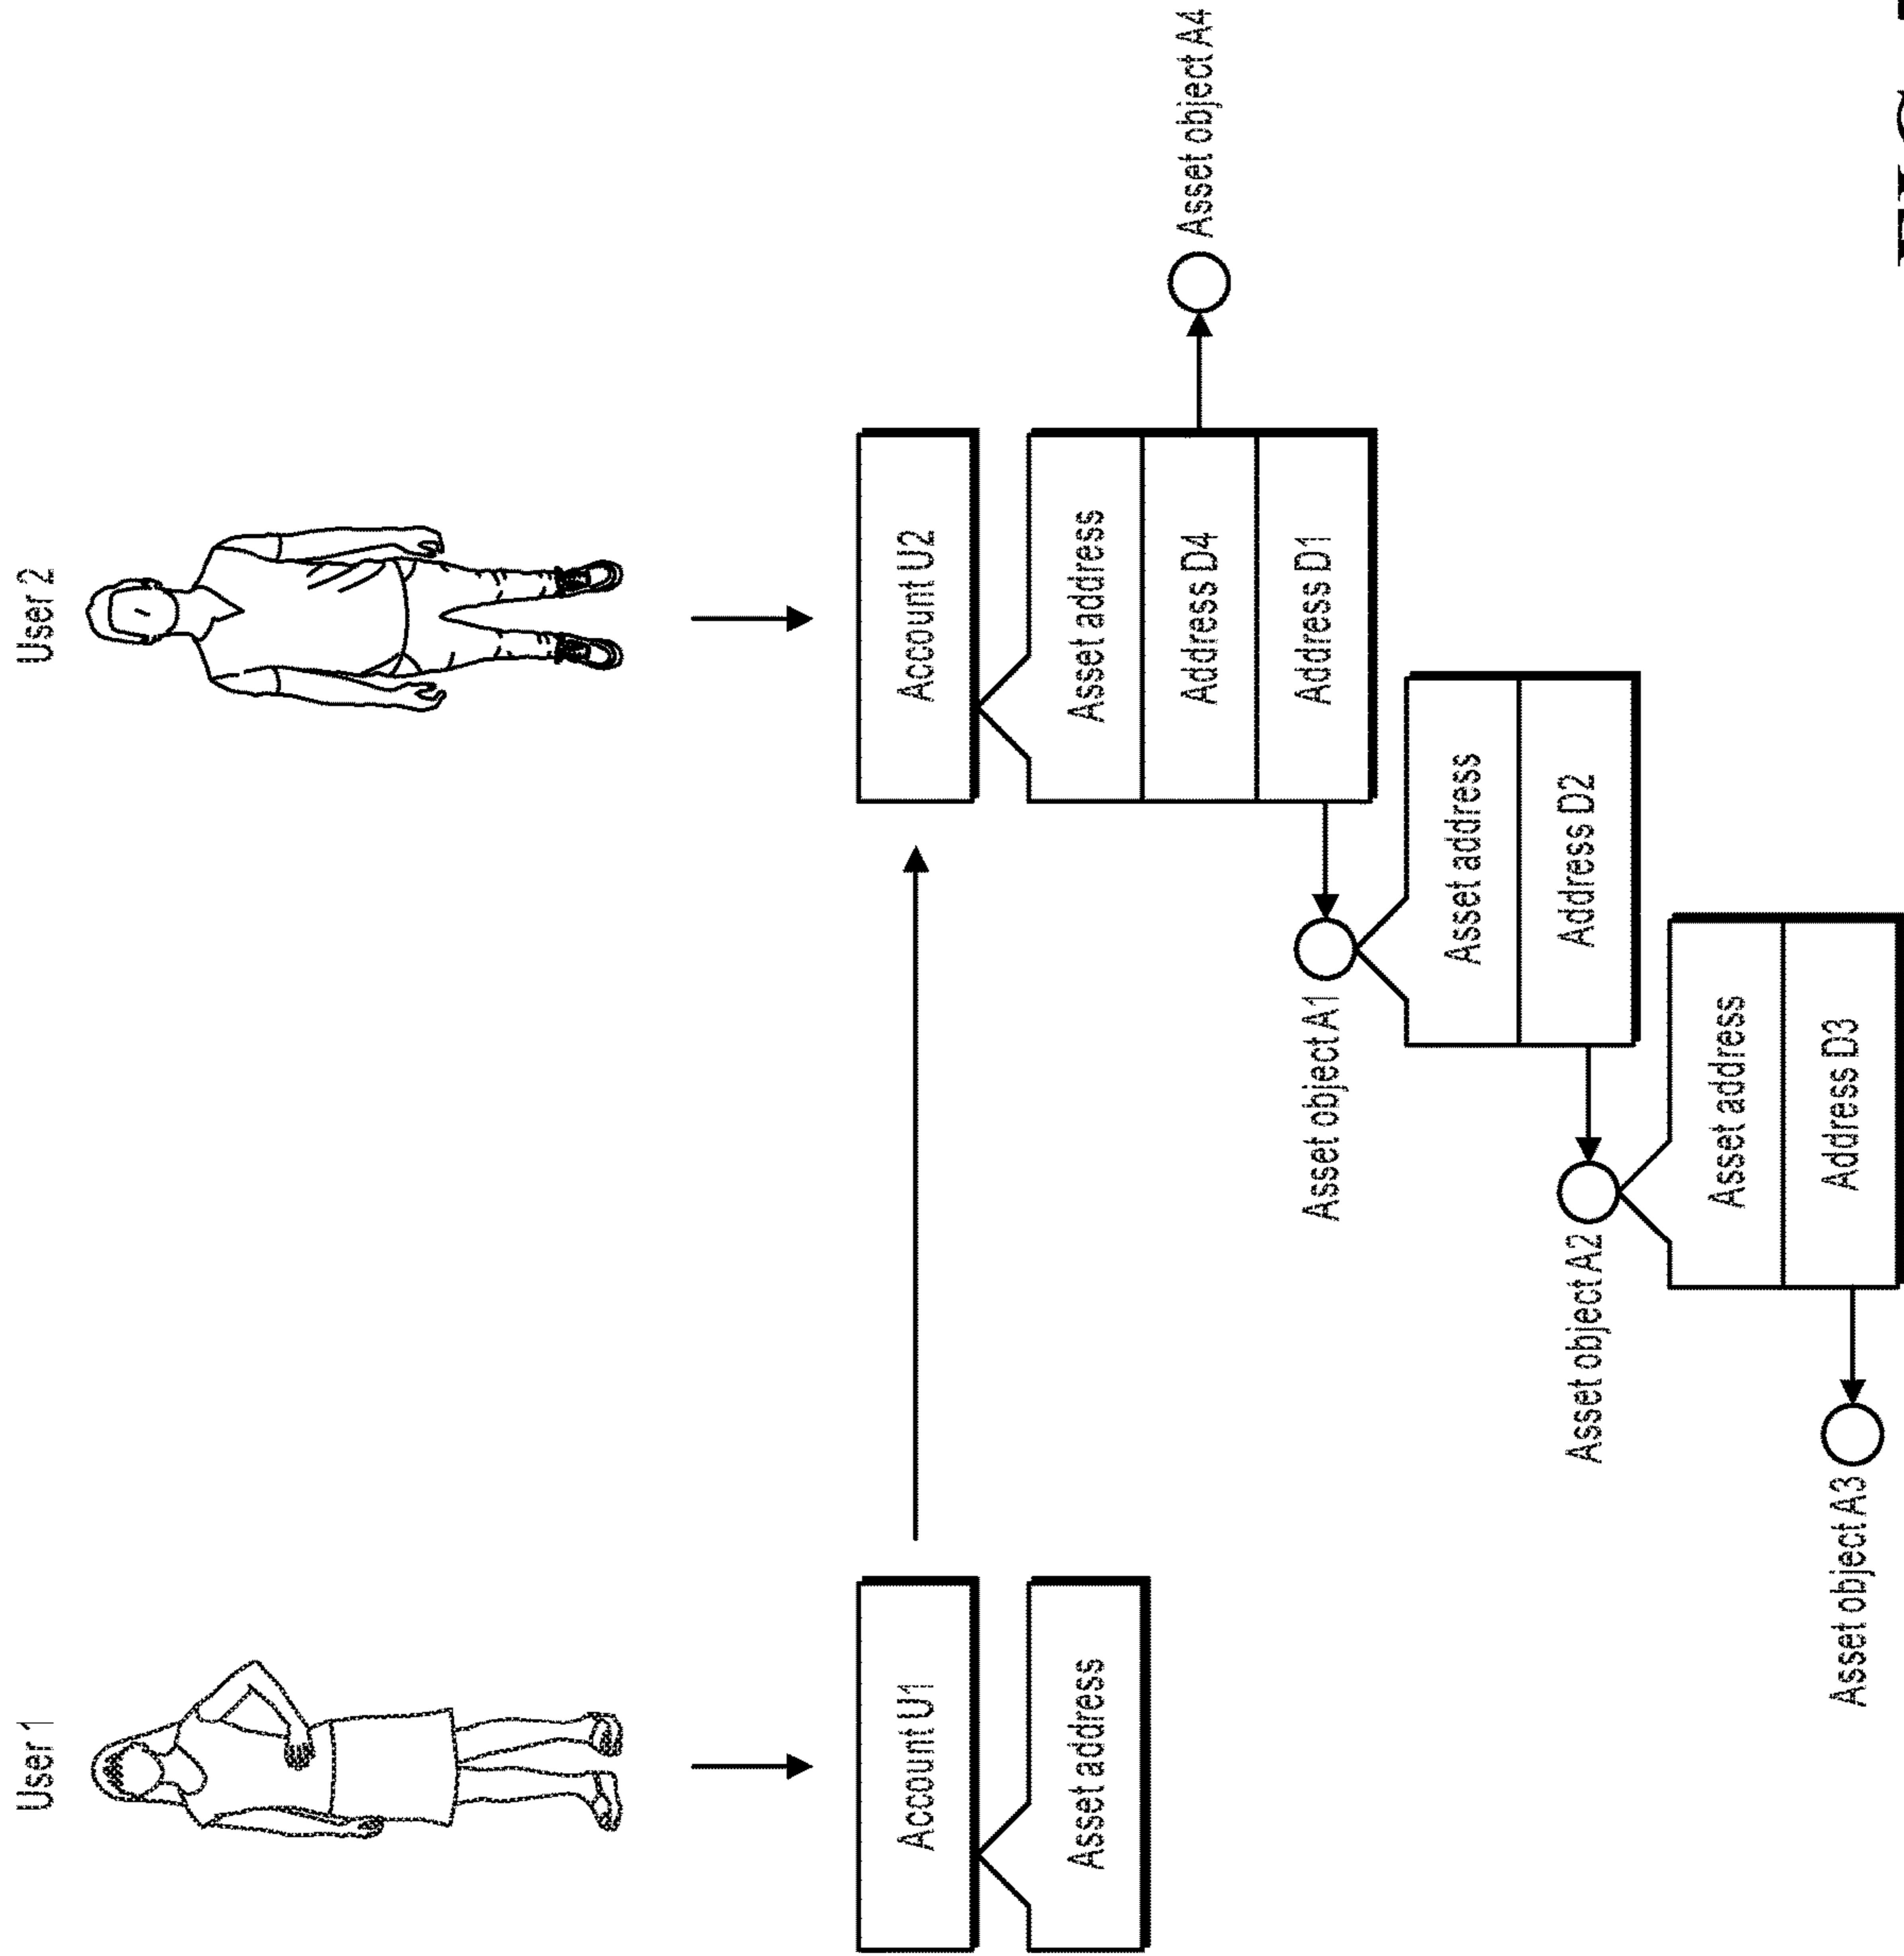 User 1
User 2
Account U1
Account U2
Asset address
Asset address
Address D4
Address D1
Asset object A4
Asset object A1
Asset address
Address D2
Asset object A2
Asset address
Address D3
Asset object A3